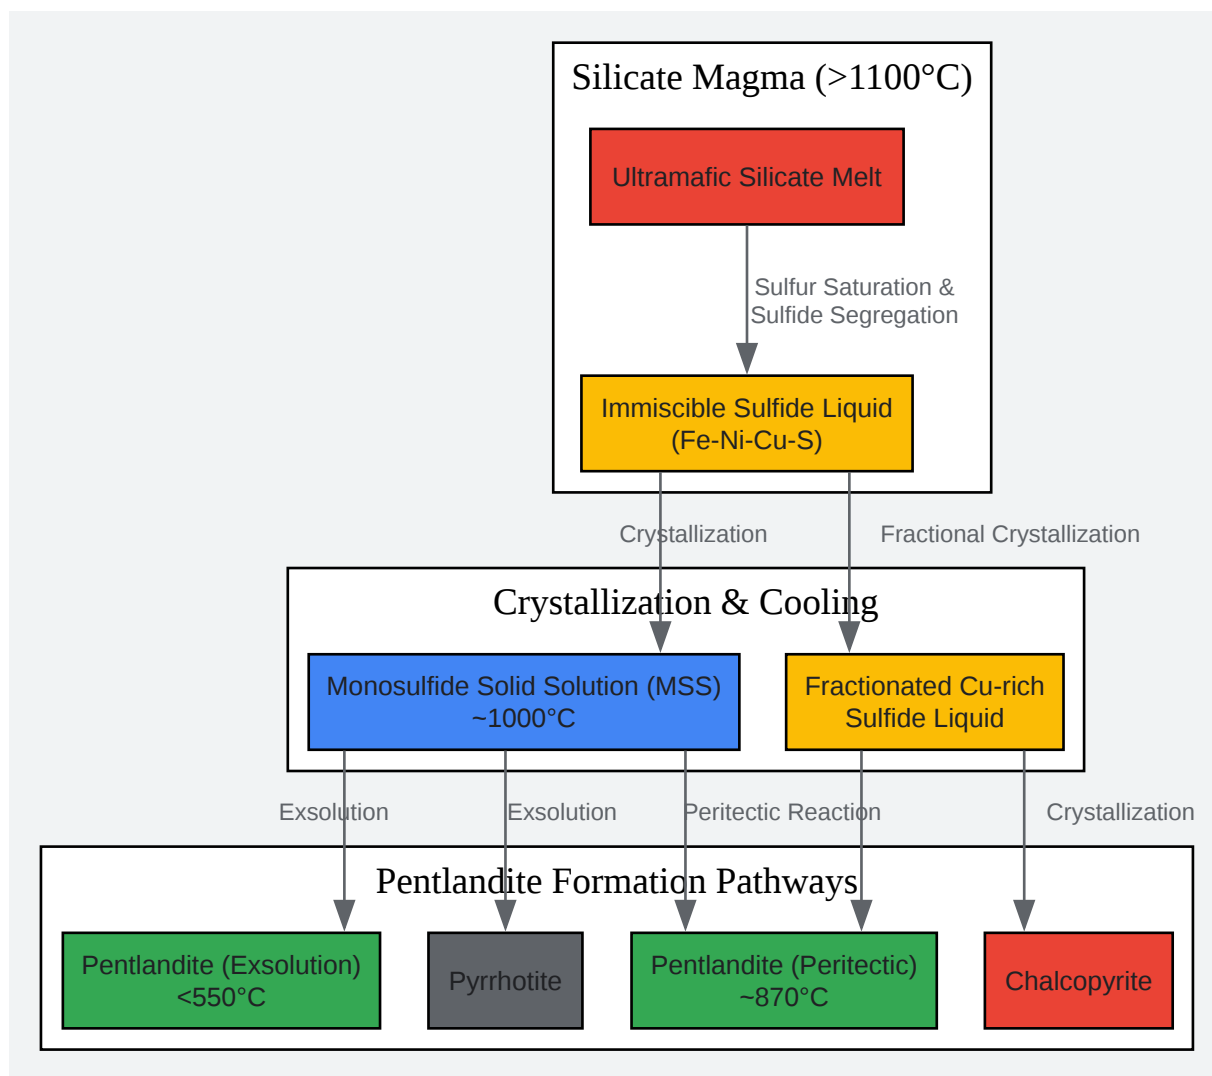 Silicate Magma (>1100°C)
Ultramafic Silicate Melt
Sulfur Saturation &
Sulfide Segregation
Immiscible Sulfide Liquid
(Fe-Ni-Cu-S)
Crystallization
Fractional Crystallization
Crystallization & Cooling
Monosulfide Solid Solution (MSS)
~1000°C
Fractionated Cu-rich
Sulfide Liquid
Exsolution
Exsolution
Peritectic Reaction
Crystallization
Pentlandite Formation Pathways
Pentlandite (Exsolution)
<550°C
Pyrrhotite
Pentlandite (Peritectic)
~870°C
Chalcopyrite